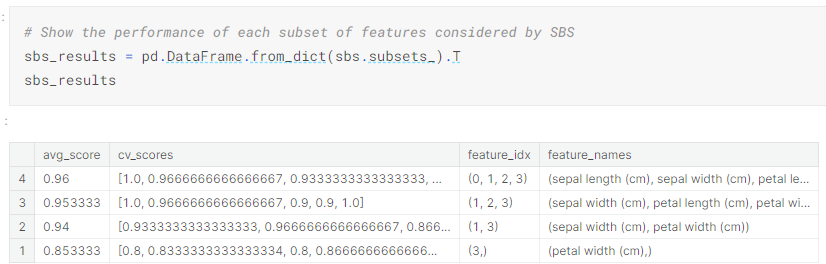 :
# Show the performance of each subset of features considered by SBS
sbs_results = pd.DataFrame.from_dict(sbs.subsets_).T
sbs_results
:
avg_score cv_scores feature_idx feature_names
4 0.96 [1.0, 0.9666666666666667, 0.9333333333333333, ... (0, 1, 2, 3) (sepal length (cm), sepal width (cm), petal le...
3 0.953333 [1.0, 0.9666666666666667, 0.9, 0.9, 1.0] (1, 2, 3) (sepal width (cm), petal length (cm), petal wi...
2 0.94 [0.9333333333333333, 0.9666666666666667, 0.866... (1, 3) (sepal width (cm), petal width (cm))
1 0.853333 [0.8, 0.8333333333333334, 0.8, 0.8666666666666... (3,) (petal width (cm),)